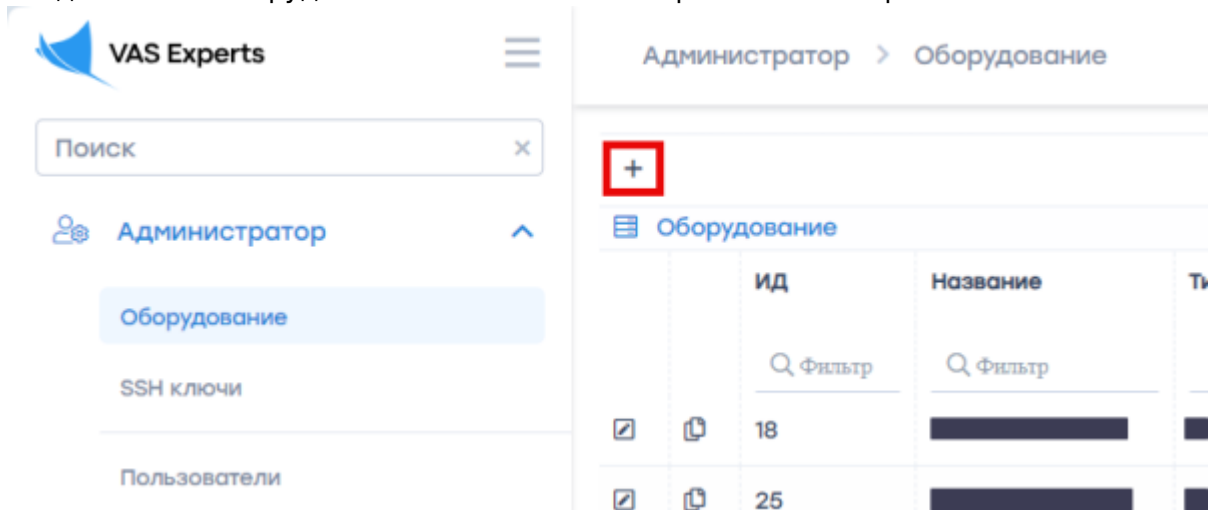 VAS Experts
Администратор > Оборудование
Поиск
+
Администратор
Оборудование
ИД
Название
Оборудование
Фильтр
Фильтр
SSH ключи
18
Пользователи
25